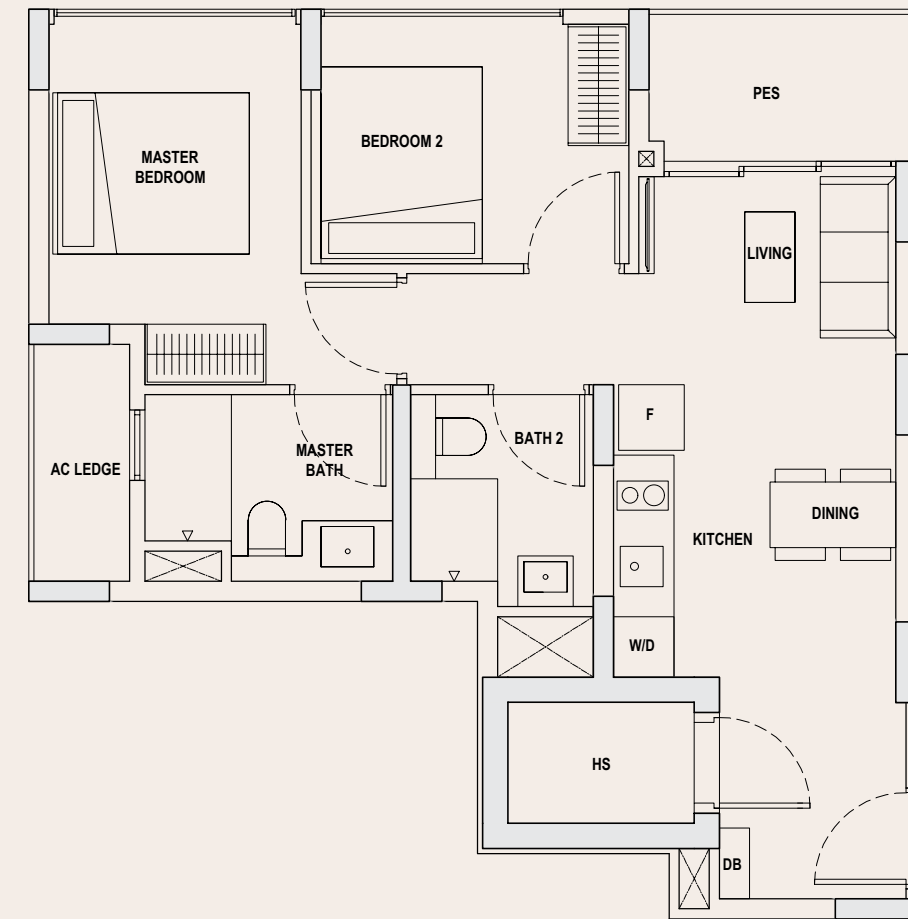 PES
BEDROOM 2
MASTER
BEDROOM
LIVING
F
BATH 2
MASTER
BATH
AC LEDGE
DINING
KITCHEN
W/D
HS
DB